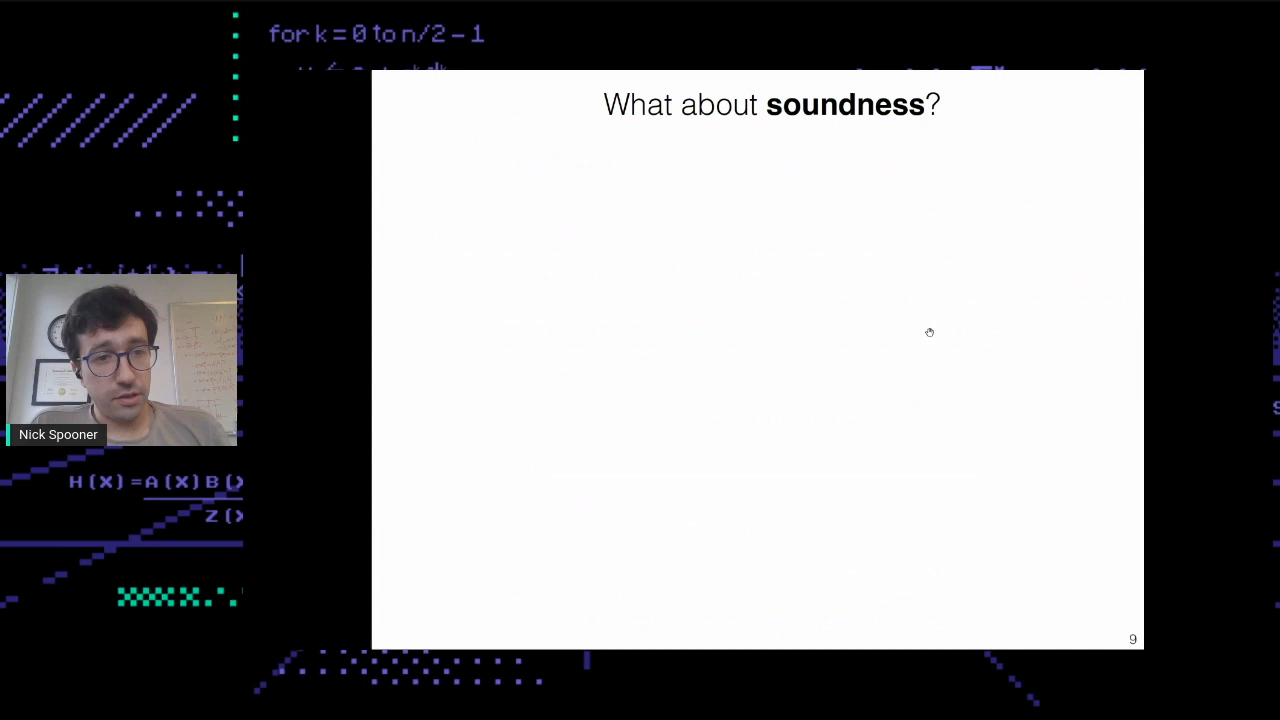 for k = 0 to n/2 - 1
What about soundness?
Nick Spooner
H(X) =A(X)B(X
Z(X
9